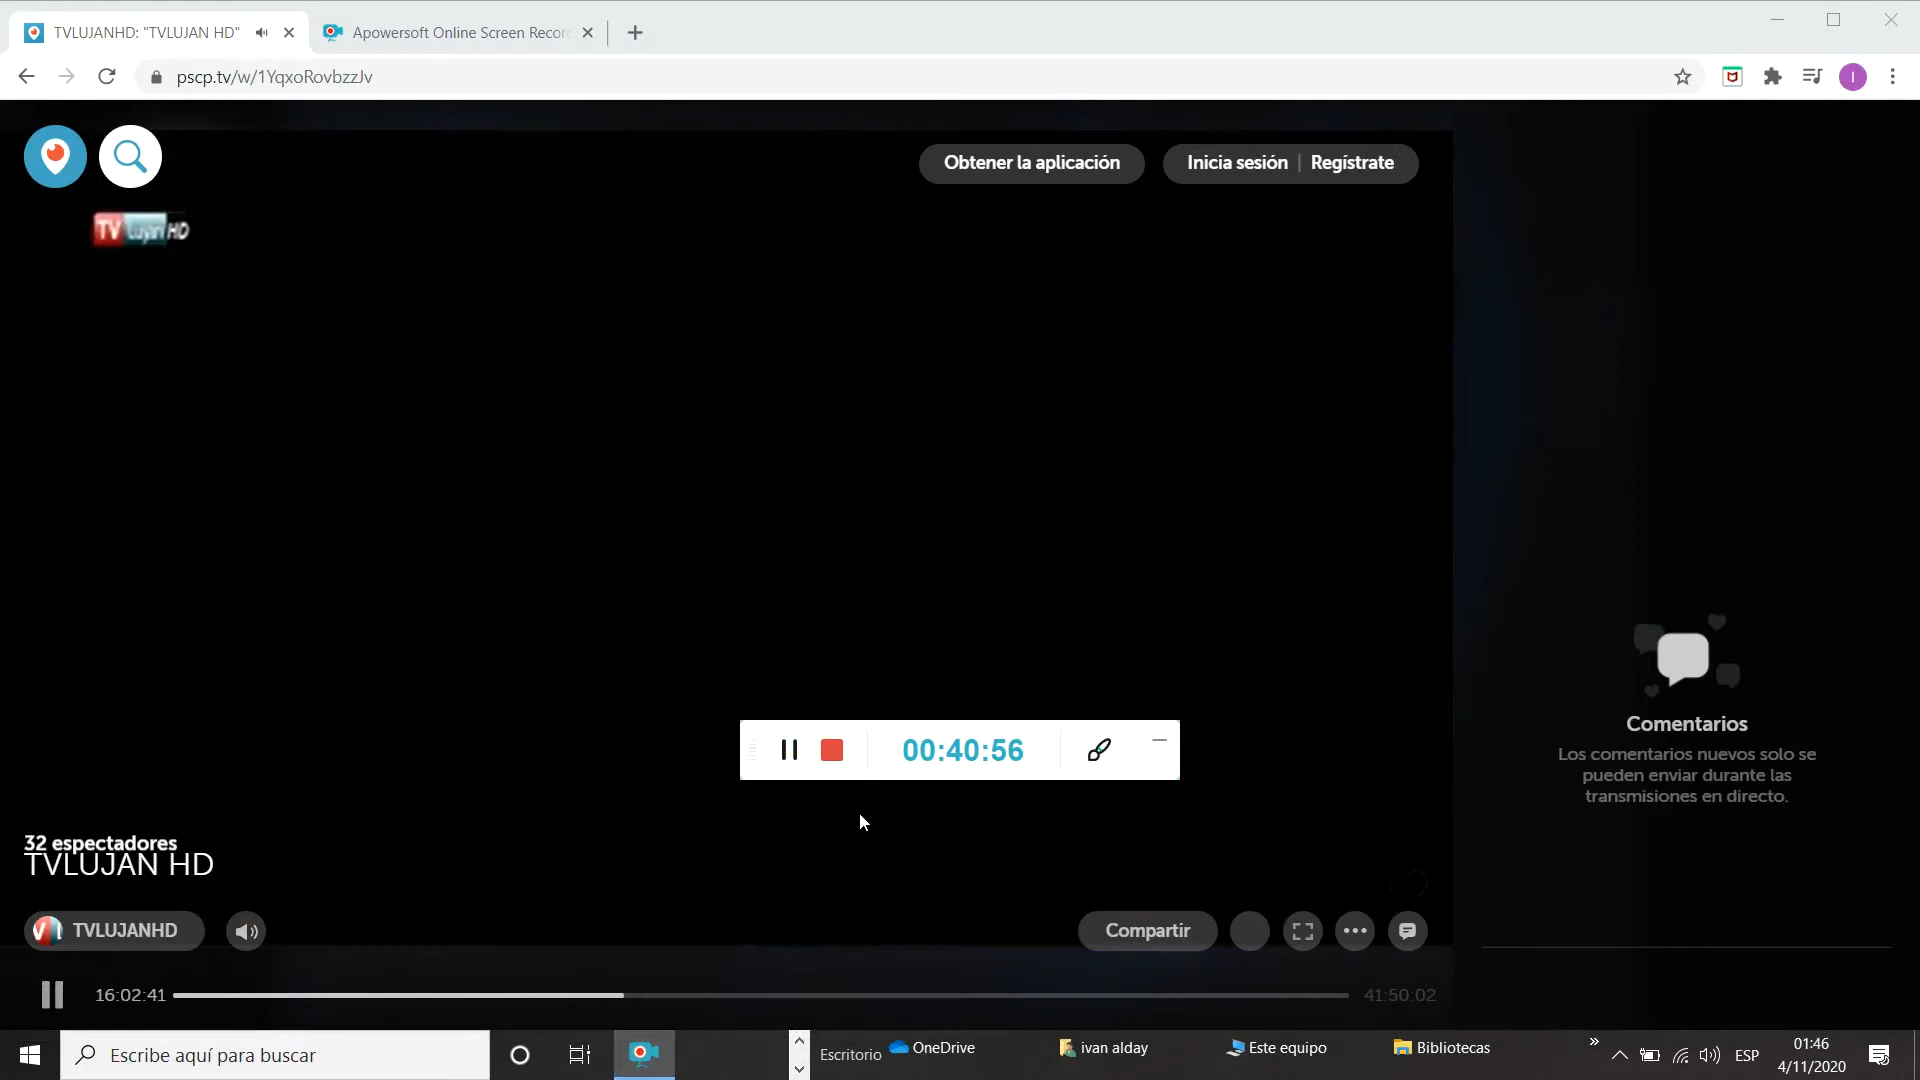 TVLUJANHD: "TVLUJAN HD"
Apowersoft Online Screen Recor
pscp.tv/w/1YqxoRovbzzJv
I
Obtener la aplicación
Inicia sesión | Regístrate
TV Lujan HD
00:40:56
Comentarios
Los comentarios nuevos solo se
pueden enviar durante las
transmisiones en directo.
32 espectadores
TVLUJAN HD
TVLUJANHD
Compartir
16:02:41
41:50:02
Escribe aquí para buscar
Escritorio
OneDrive
ivan alday
Este equipo
Bibliotecas
ESP
01:46
4/11/2020